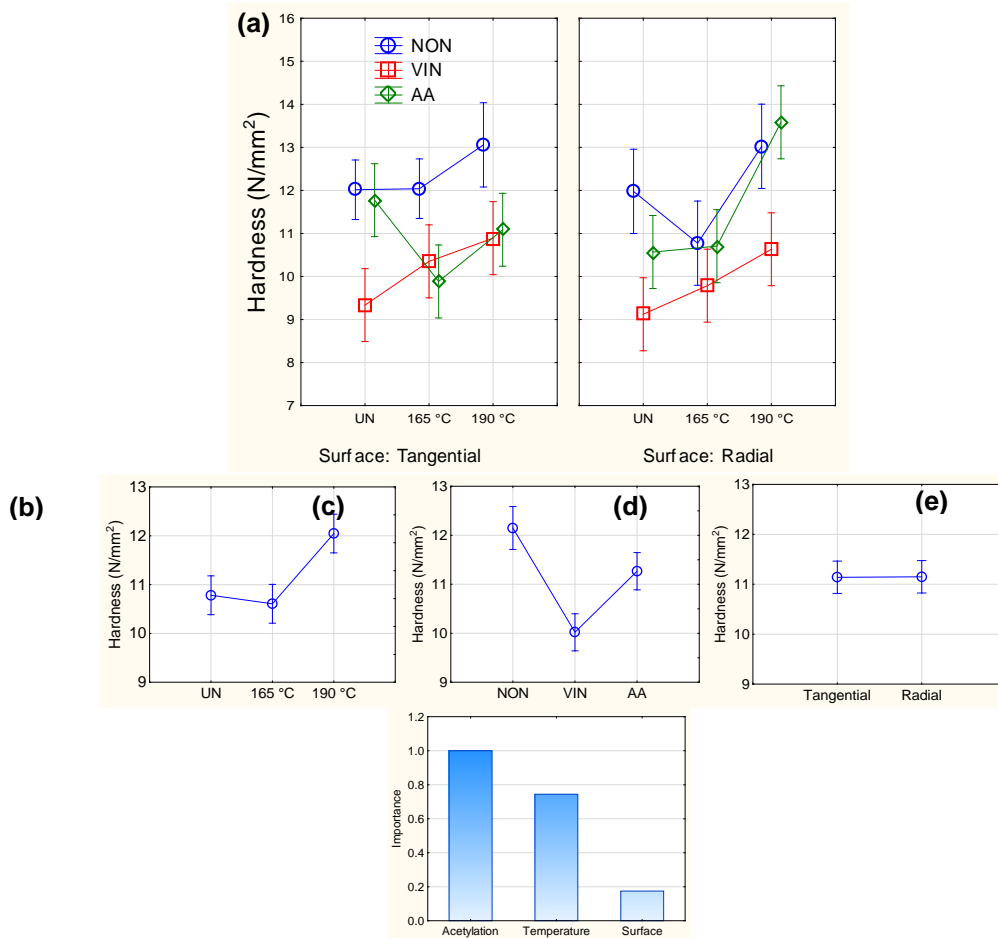 (a)
NON
VIN
AA
Hardness (N/mm²)
16
15
14
13
12
11
10
9
8
7
UN 165 °C 190 °C
UN 165 °C 190 °C
Surface: Tangential
Surface: Radial
(b)
(c)
Hardness (N/mm²)
13
12
11
10
9
UN 165 °C 190 °C
(d)
Hardness (N/mm²)
13
12
11
10
9
NON VIN AA
(e)
Hardness (N/mm²)
13
12
11
10
9
Tangential Radial
Importance
1.2
1.0
0.8
0.6
0.4
0.2
0.0
Acetylation Temperature Surface